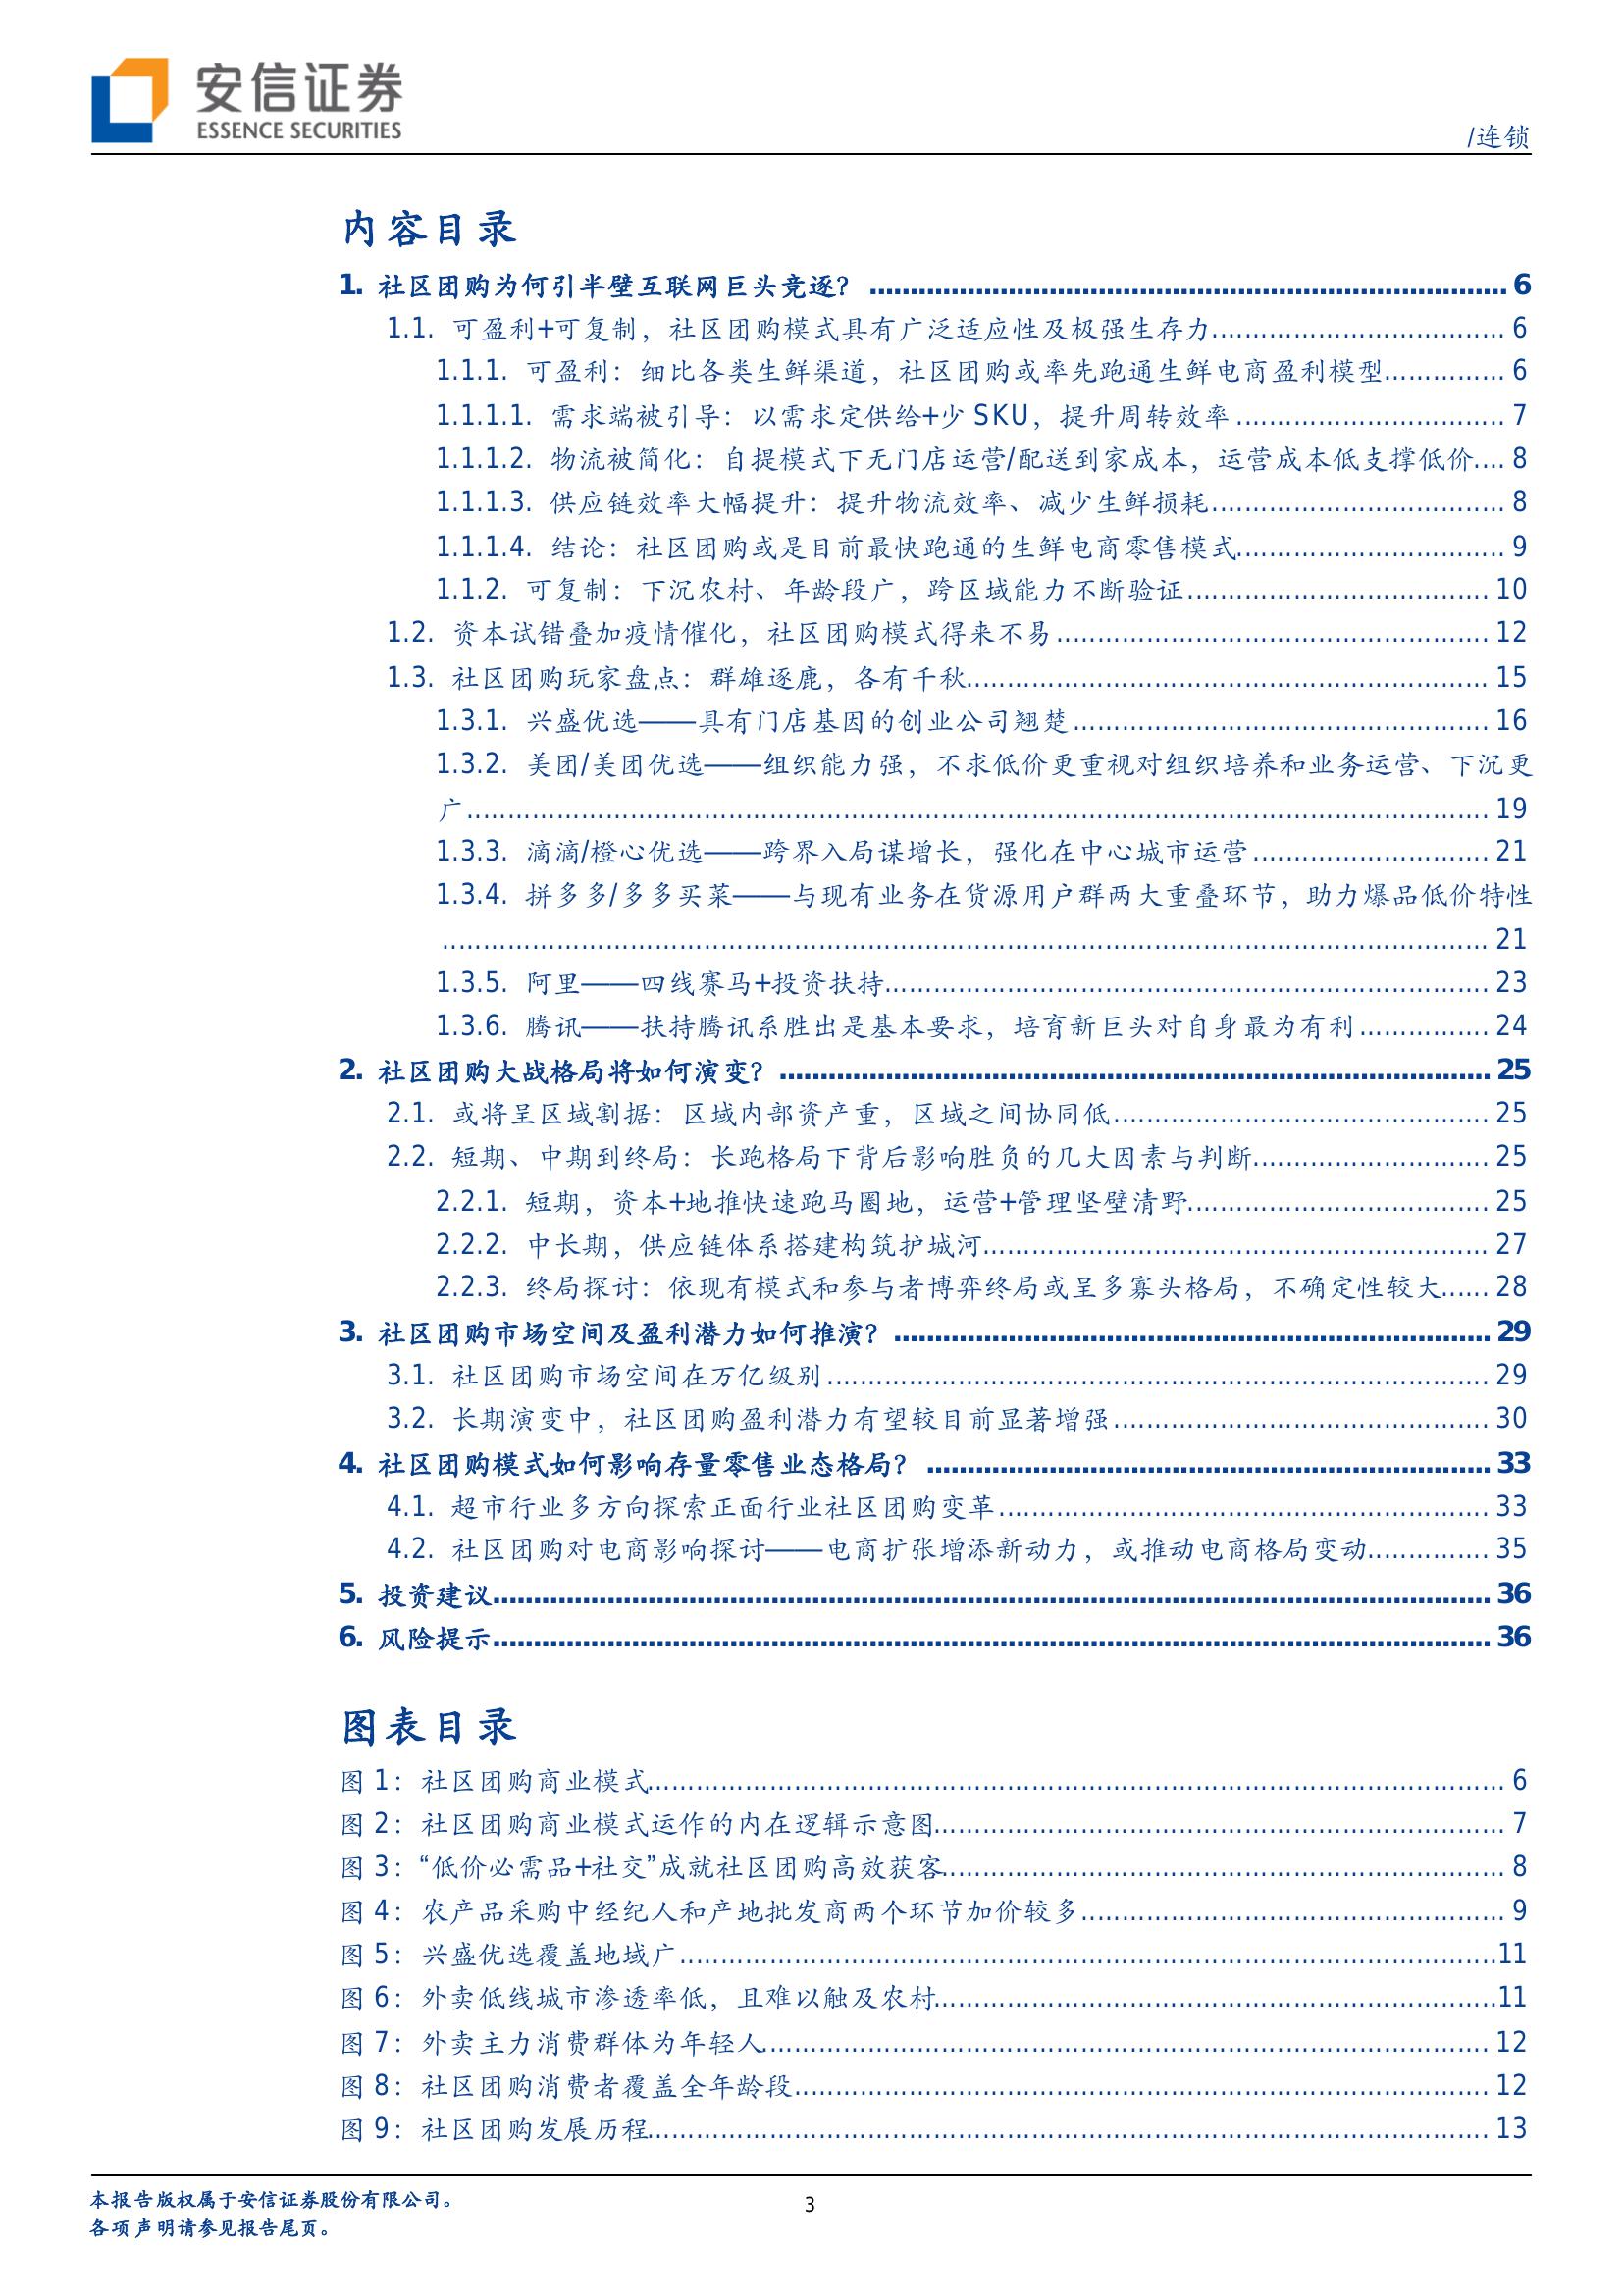 安信证券
ESSENCE SECURITIES
/连锁
内容目录
1. 社区团购为何引半壁互联网巨头竞逐？ ........ 6
1.1. 可盈利+可复制，社区团购模式具有广泛适应性及极强生存力........ 6
1.1.1. 可盈利：细比各类生鲜渠道，社区团购或率先跑通生鲜电商盈利模型........ 6
1.1.1.1. 需求端被引导：以需求定供给+少 SKU，提升周转效率........ 7
1.1.1.2. 物流被简化：自提模式下无门店运营/配送到家成本，运营成本低支撑低价.... 8
1.1.1.3. 供应链效率大幅提升：提升物流效率、减少生鲜损耗........ 8
1.1.1.4. 结论：社区团购或是目前最快跑通的生鲜电商零售模式........ 9
1.1.2. 可复制：下沉农村、年龄段广，跨区域能力不断验证........ 10
1.2. 资本试错叠加疫情催化，社区团购模式得来不易........ 12
1.3. 社区团购玩家盘点：群雄逐鹿，各有千秋........ 15
1.3.1. 兴盛优选——具有门店基因的创业公司翘楚........ 16
1.3.2. 美团/美团优选——组织能力强，不求低价更重视对组织培养和业务运营、下沉更
广........ 19
1.3.3. 滴滴/橙心优选——跨界入局谋增长，强化在中心城市运营........ 21
1.3.4. 拼多多/多多买菜——与现有业务在货源用户群两大重叠环节，助力爆品低价特性
........ 21
1.3.5. 阿里——四线赛马+投资扶持........ 23
1.3.6. 腾讯——扶持腾讯系胜出是基本要求，培育新巨头对自身最为有利........ 24
2. 社区团购大战格局将如何演变？ ........ 25
2.1. 或将呈区域割据：区域内部资产重，区域之间协同低........ 25
2.2. 短期、中期到终局：长跑格局下背后影响胜负的几大因素与判断........ 25
2.2.1. 短期，资本+地推快速跑马圈地，运营+管理坚壁清野........ 25
2.2.2. 中长期，供应链体系搭建构筑护城河........ 27
2.2.3. 终局探讨：依现有模式和参与者博弈终局或呈多寡头格局，不确定性较大...... 28
3. 社区团购市场空间及盈利潜力如何推演？ ........ 29
3.1. 社区团购市场空间在万亿级别........ 29
3.2. 长期演变中，社区团购盈利潜力有望较目前显著增强........ 30
4. 社区团购模式如何影响存量零售业态格局？ ........ 33
4.1. 超市行业多方向探索正面行业社区团购变革........ 33
4.2. 社区团购对电商影响探讨——电商扩张增添新动力，或推动电商格局变动........ 35
5. 投资建议........ 36
6. 风险提示........ 36
图表目录
图 1：社区团购商业模式........ 6
图 2：社区团购商业模式运作的内在逻辑示意图........ 7
图 3：“低价必需品+社交”成就社区团购高效获客........ 8
图 4：农产品采购中经纪人和产地批发商两个环节加价较多........ 9
图 5：兴盛优选覆盖地域广........ 11
图 6：外卖低线城市渗透率低，且难以触及农村........ 11
图 7：外卖主力消费群体为年轻人........ 12
图 8：社区团购消费者覆盖全年龄段........ 12
图 9：社区团购发展历程........ 13
本报告版权属于安信证券股份有限公司。
3
各项声明请参见报告尾页。